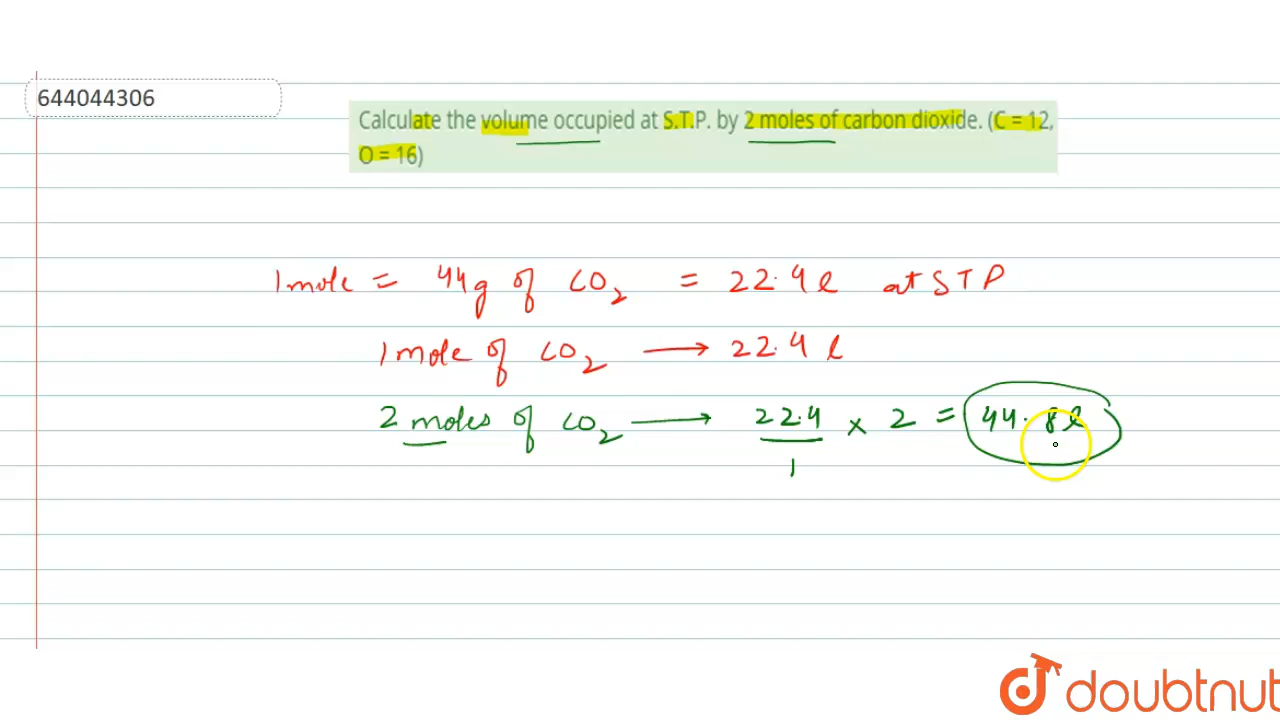 644044306
Calculate the volume occupied at S.T.P. by 2 moles of carbon dioxide. (C = 12,
O = 16)
1 mole = 44g of CO2 = 22.4 l at STP
1 mole of CO2 → 22.4 l
2 moles of CO2 → 22.4/1 × 2 = 44.8 l
doubtnut